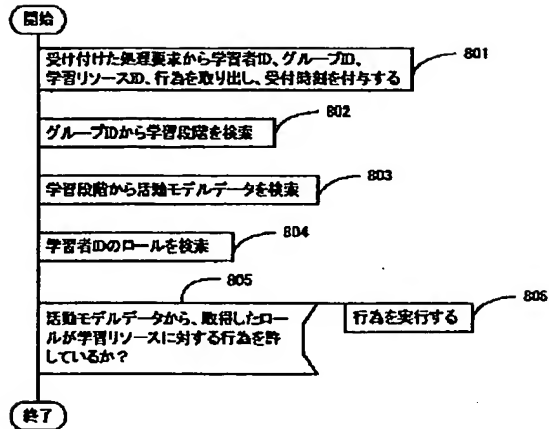 開始
受け付けた処理要求から学習者ID、グループID、
学習リソースID、行為を取り出し、受付時刻を付与する
801
802
グループIDから学習段階を検索
803
学習段階から活動モデルデータを検索
804
学習者IDのロールを検索
805
活動モデルデータから、取得したロー
ルが学習リソースに対する行為を許
しているか？
806
行為を実行する
終了